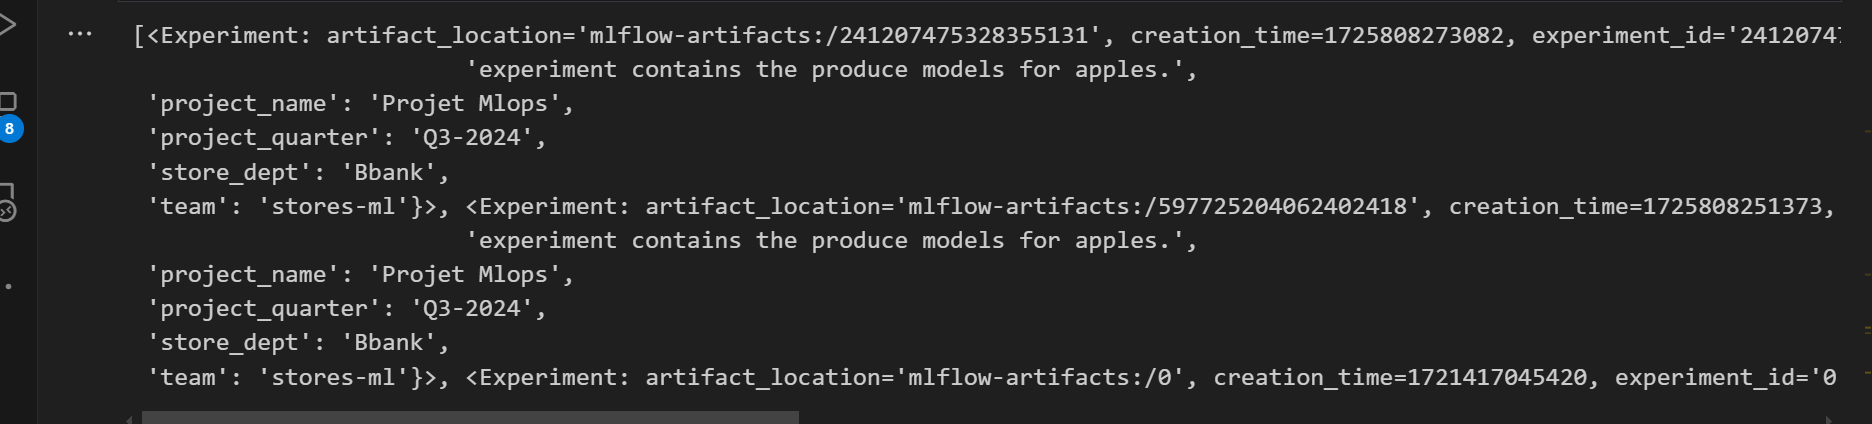 ... [<Experiment: artifact_location='mlflow-artifacts:/241207475328355131', creation_time=1725808273082, experiment_id='2412074
'experiment contains the produce models for apples.',
'project_name': 'Projet Mlops',
'project_quarter': 'Q3-2024',
8
'store_dept': 'Bbank',
'team': 'stores-ml'}>, <Experiment: artifact_location='mlflow-artifacts:/597725204062402418', creation_time=1725808251373,
'experiment contains the produce models for apples.',
'project_name': 'Projet Mlops',
'project_quarter': 'Q3-2024',
'store_dept': 'Bbank',
'team': 'stores-ml'}>, <Experiment: artifact_location='mlflow-artifacts:/0', creation_time=1721417045420, experiment_id='0